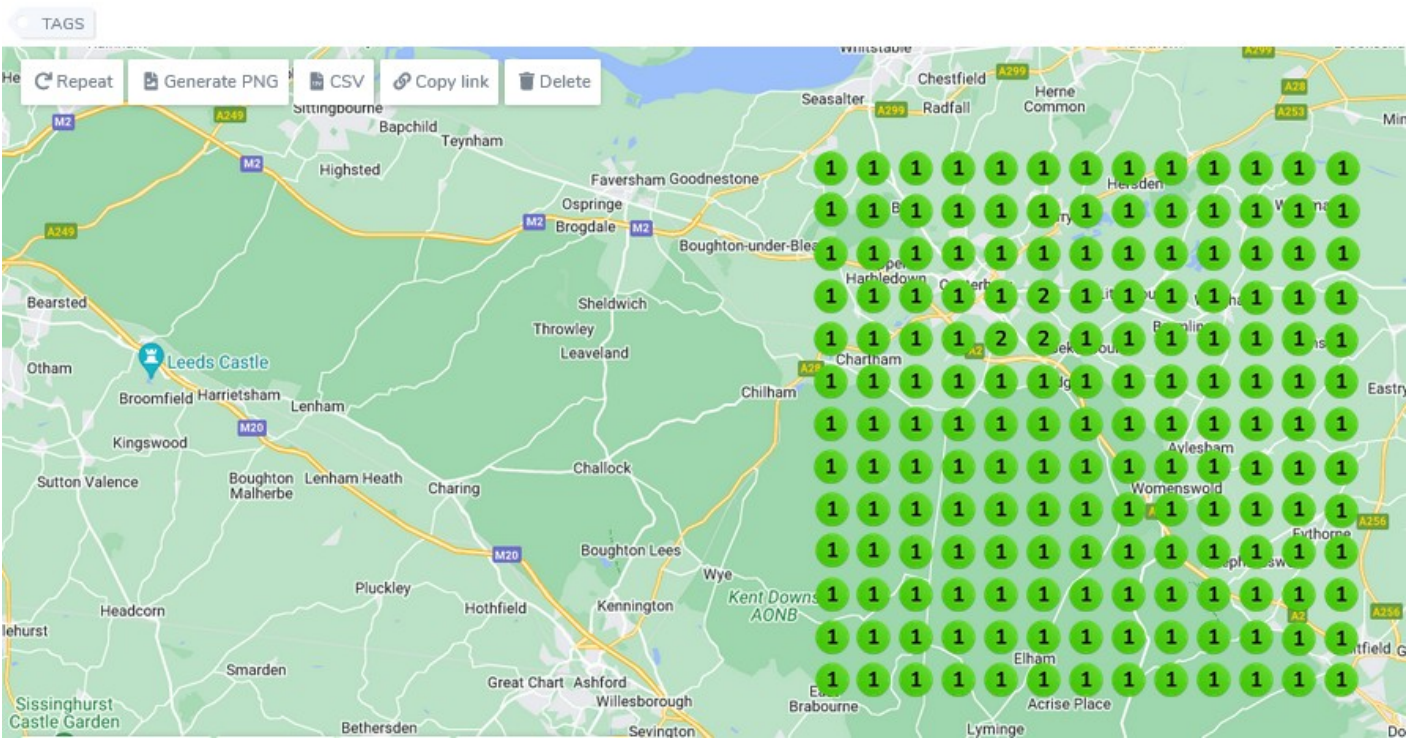 TAGS
Repeat
Generate PNG
CSV
Copy link
Delete
Whitstable
A299
Chestfield A299
A28
Herne
Common
Seasalter A299 Radfall
A253
M2
A249
Sittingbourne
Bapchild
Teynham
M2
Highsted
Faversham Goodnestone
1 1 1 1 1 1 1 1 1 1 1 1 1
Hersden
Ospringe
M2 Brogdale M2
1 1 1 1 1 1 1 1 1 1 1 1 1
A249
1 1 1 1 1 1 1 1 1 1 1 1 1
Harbledown
Bearsted
Sheldwich
1 1 1 1 1 2 1 1 1 1 1 1 1
Throwley
1 1 1 1 2 2 1 1 1 1 1 1 1
Leaveland
A2
Chartham
Leeds Castle
Otham
A28
1 1 1 1 1 1 1 1 1 1 1 1 1
Eastry
Broomfield Harrietsham
Lenham
Chilham
M20
1 1 1 1 1 1 1 1 1 1 1 1 1
Kingswood
Aylesham
Challock
1 1 1 1 1 1 1 1 1 1 1 1 1
Sutton Valence
Boughton
Malherbe
Lenham Heath
Charing
Womenswold
1 1 1 1 1 1 1 1 1 1 1 1 1
A256
Eythorne
M20
Boughton Lees
1 1 1 1 1 1 1 1 1 1 1 1 1
Wye
Pluckley
Kent Downs
AONB
1 1 1 1 1 1 1 1 1 1 1 1 1
Headcorn
Hothfield
Kennington
A2
A256
1 1 1 1 1 1 1 1 1 1 1 1 1
Elham
Smarden
Great Chart Ashford
1 1 1 1 1 1 1 1 1 1 1 1 1
Willesborough
East
Brabourne
Acrise Place
Sissinghurst
Castle Garden
Bethersden
Sevington
Lyminge